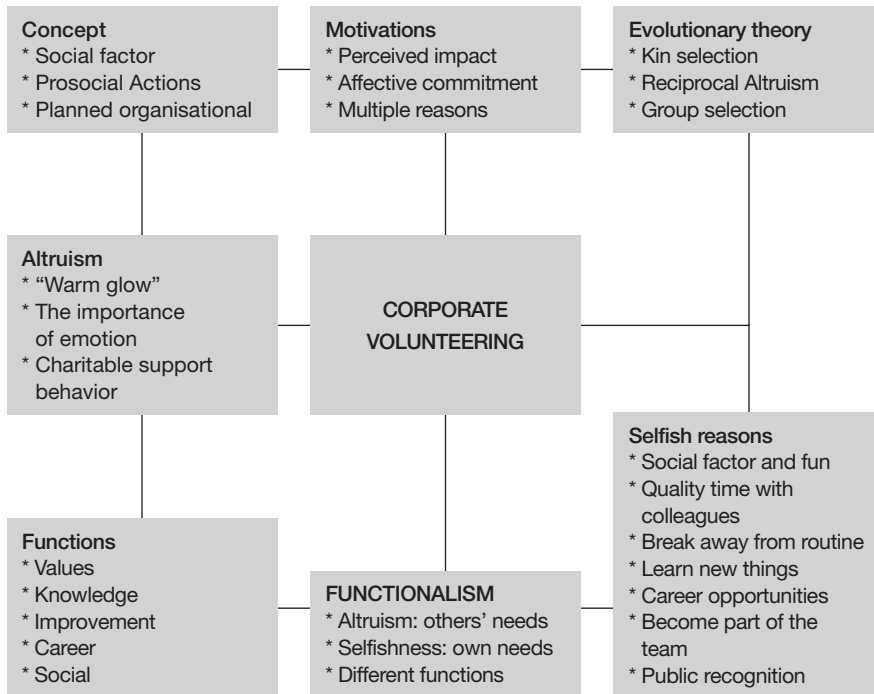 Concept
* Social factor
* Prosocial Actions
* Planned organisational
Motivations
* Perceived impact
* Affective commitment
* Multiple reasons
Evolutionary theory
* Kin selection
* Reciprocal Altruism
* Group selection
Altruism
* “Warm glow”
* The importance
of emotion
* Charitable support
behavior
CORPORATE
VOLUNTEERING
Selfish reasons
* Social factor and fun
* Quality time with
colleagues
* Break away from routine
* Learn new things
* Career opportunities
* Become part of the
team
* Public recognition
Functions
* Values
* Knowledge
* Improvement
* Career
* Social
FUNCTIONALISM
* Altruism: others’ needs
* Selfishness: own needs
* Different functions